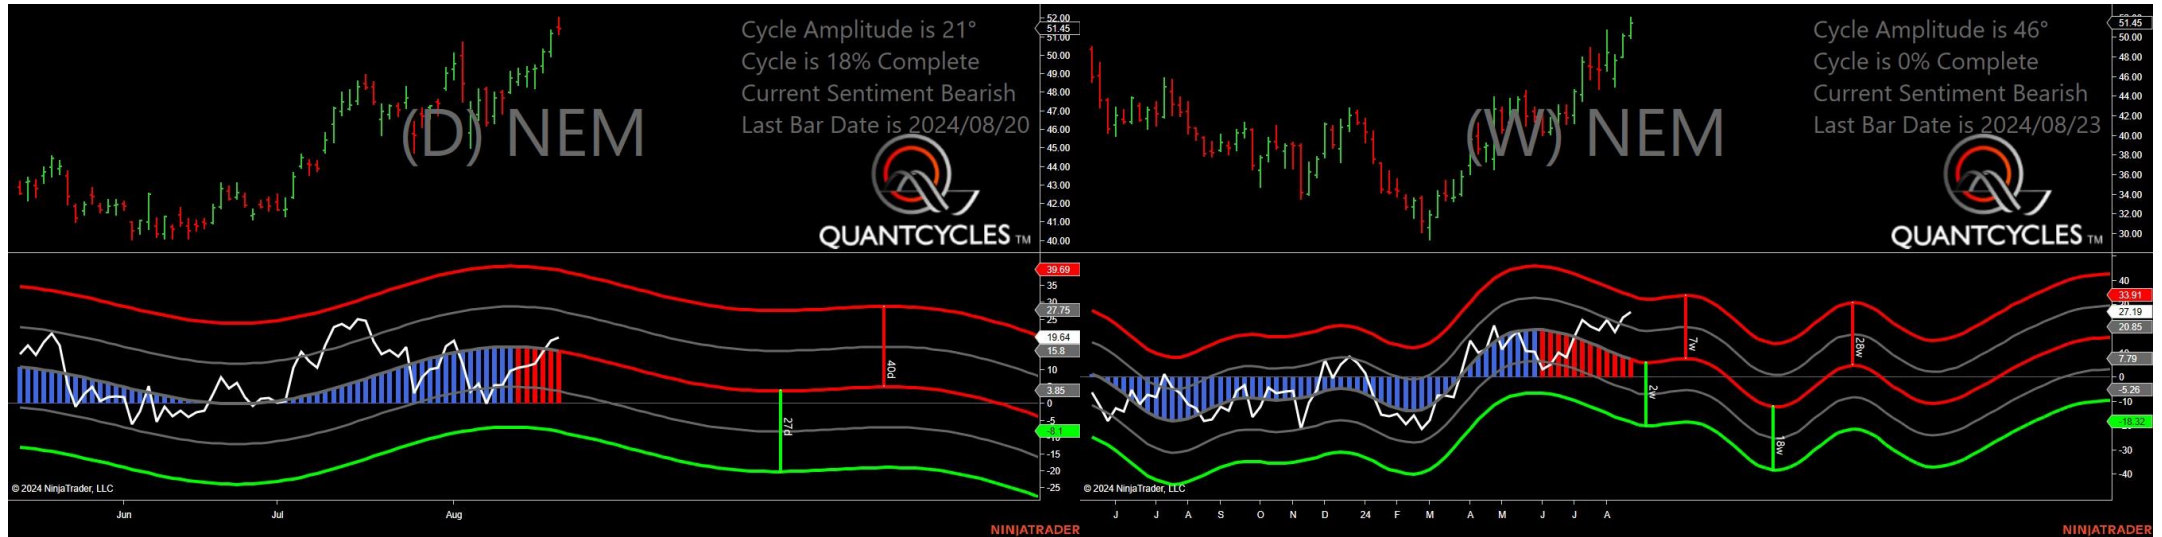 Cycle Amplitude is 21°
Cycle is 18% Complete
Current Sentiment Bearish
Last Bar Date is 2024/08/20
(D) NEM
QUANTCYCLES TM
52.00
51.45
51.00
50.00
49.00
48.00
47.00
46.00
45.00
44.00
43.00
42.00
41.00
40.00
39.69
35
30
27.75
25
19.64
15.8
10
3.85
0
-5
-8.1
-10
-15
-20
-25
40d
27d
© 2024 NinjaTrader, LLC
Jun Jul Aug
NINJATRADER
Cycle Amplitude is 46°
Cycle is 0% Complete
Current Sentiment Bearish
Last Bar Date is 2024/08/23
(W) NEM
QUANTCYCLES TM
51.45
50.00
48.00
46.00
44.00
42.00
40.00
38.00
36.00
34.00
32.00
30.00
40
33.91
27.19
20.85
7.79
0
-5.26
-10
-18.32
-30
-40
7w
28w
2w
18w
© 2024 NinjaTrader, LLC
J J A S O N D 24 F M A M J J A
NINJATRADER